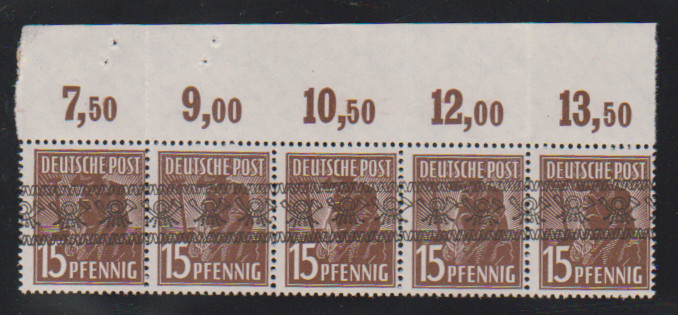 7,50 9,00 10,50 12,00 13,50
DEUTSCHE POST DEUTSCHE POST DEUTSCHE POST DEUTSCHE POST DEUTSCHE POST
15 PFENNIG 15 PFENNIG 15 PFENNIG 15 PFENNIG 15 PFENNIG